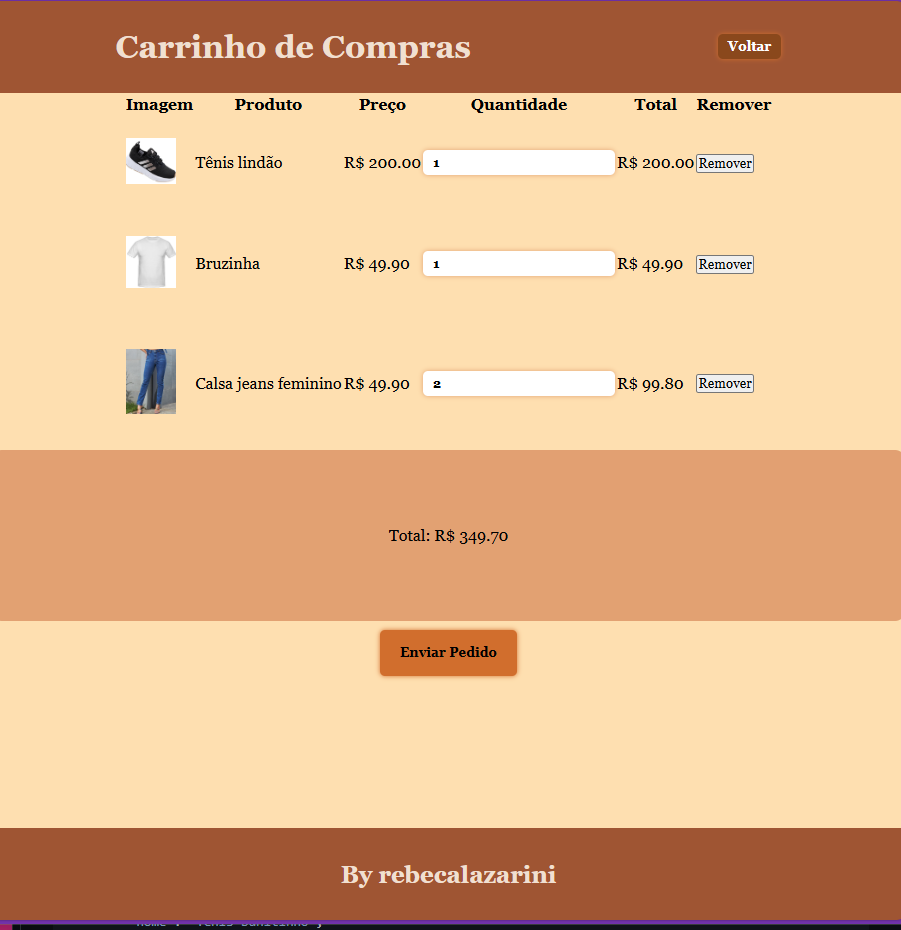 Carrinho de Compras Voltar
Imagem Produto Preço Quantidade Total Remover
Tênis lindão R$ 200.00 1 R$ 200.00 Remover
Bruzinha R$ 49.90 1 R$ 49.90 Remover
Calsa jeans feminino R$ 49.90 2 R$ 99.80 Remover
Total: R$ 349.70
Enviar Pedido
By rebecalazarini